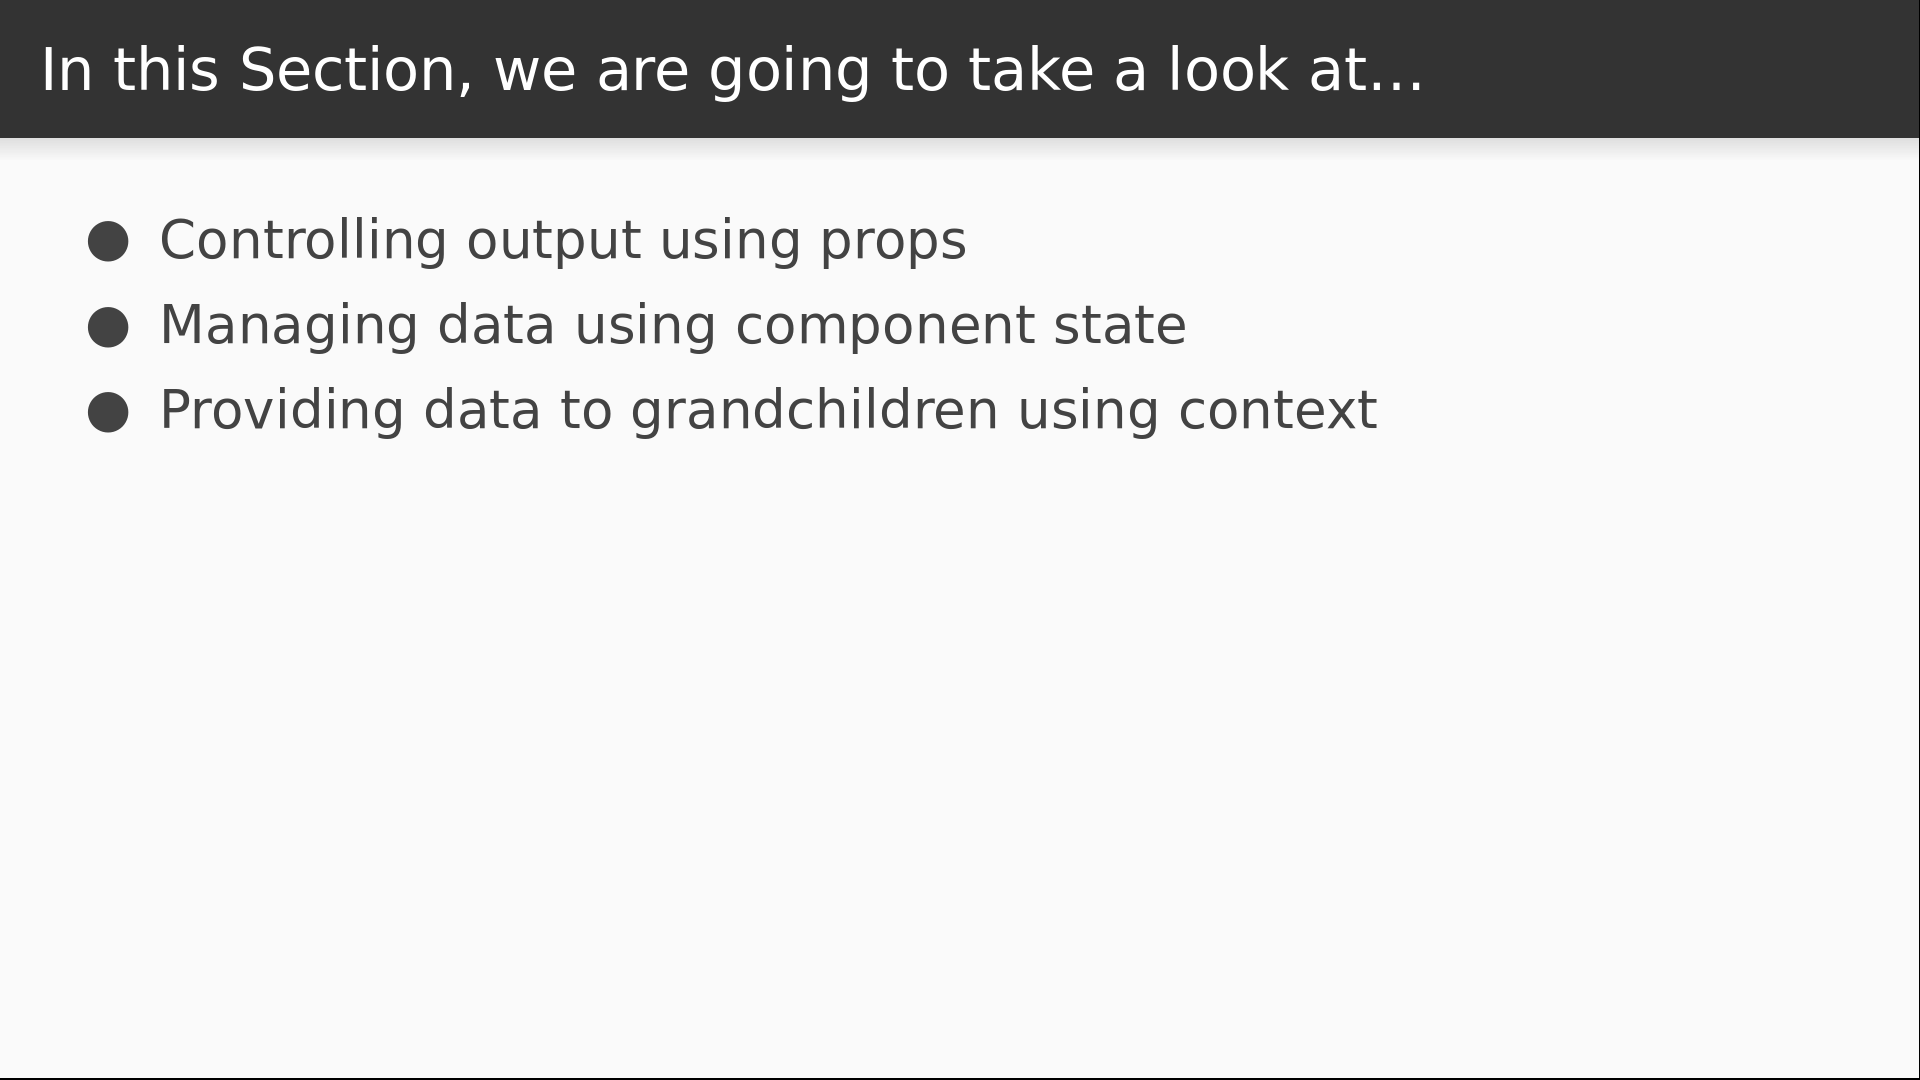 In this Section, we are going to take a look at...
● Controlling output using props
● Managing data using component state
● Providing data to grandchildren using context